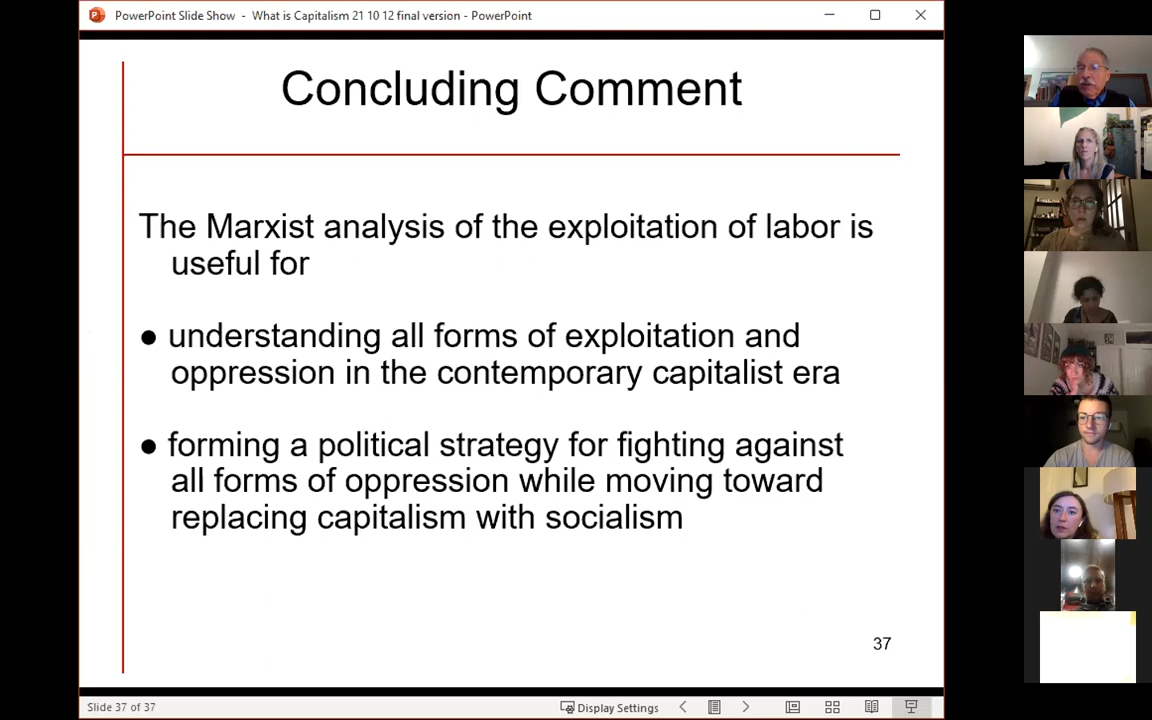 PowerPoint Slide Show - What is Capitalism 21 10 12 final version - PowerPoint
Concluding Comment
The Marxist analysis of the exploitation of labor is
useful for
● understanding all forms of exploitation and
oppression in the contemporary capitalist era
● forming a political strategy for fighting against
all forms of oppression while moving toward
replacing capitalism with socialism
37
Slide 37 of 37
Display Settings